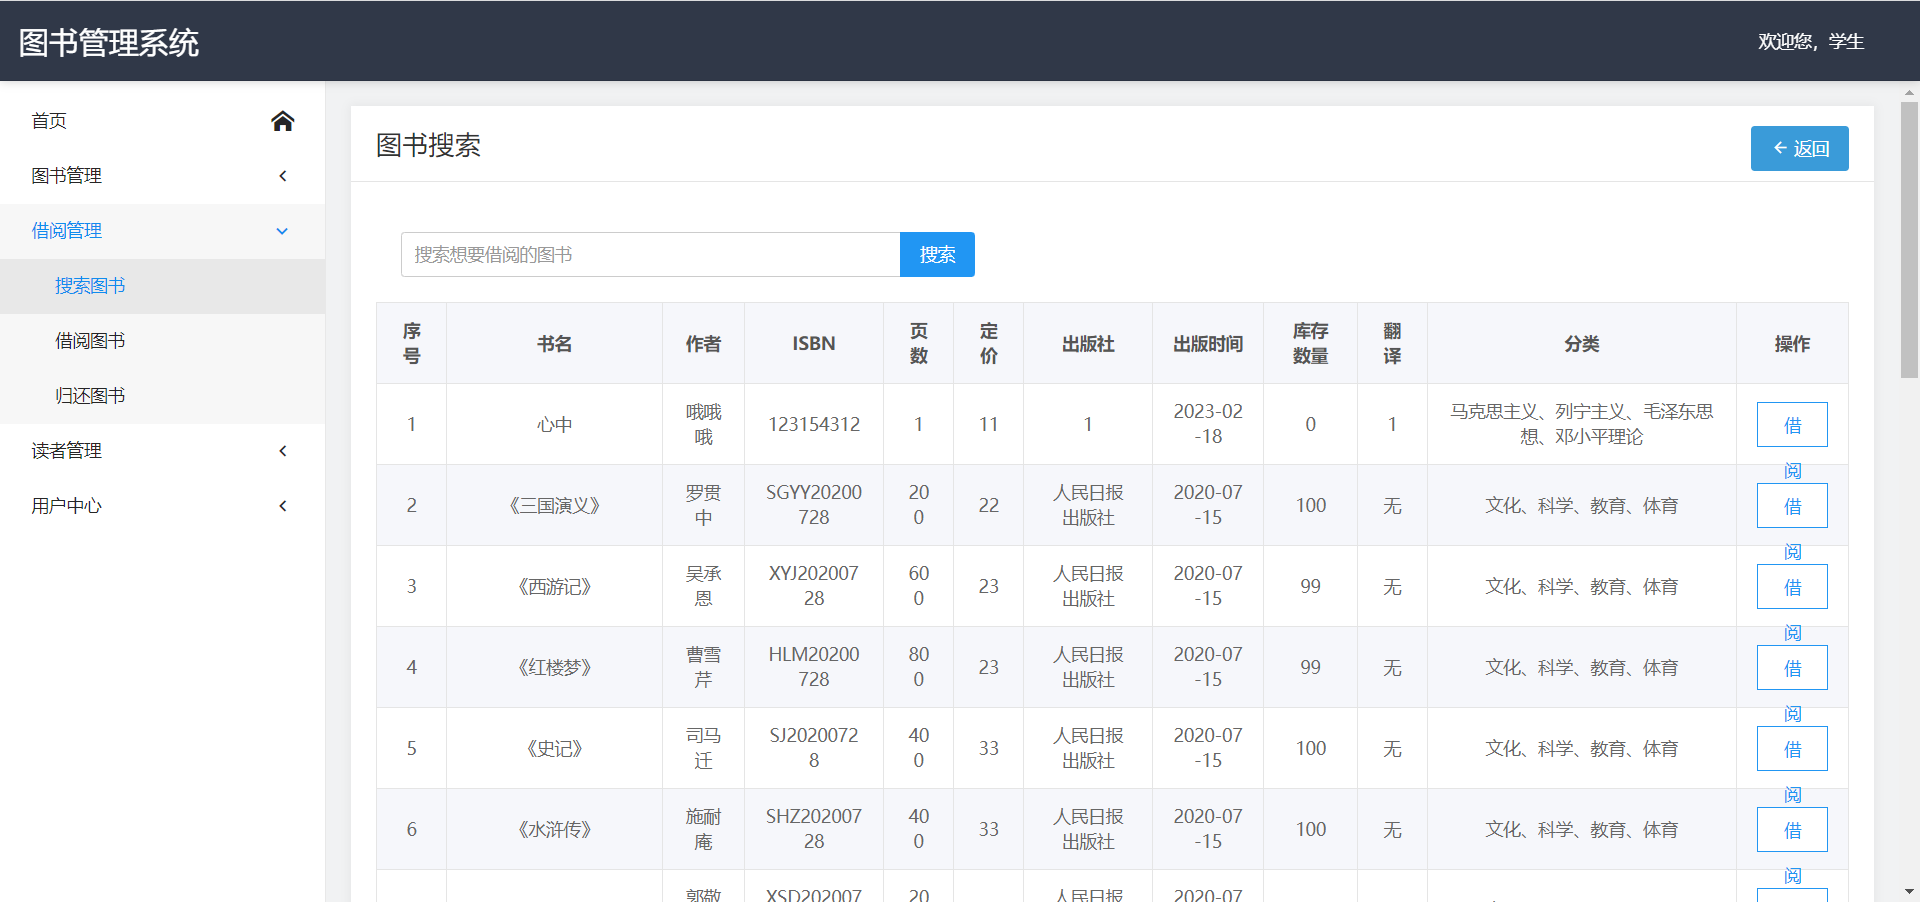 图书管理系统
欢迎您，学生
首页
图书管理
借阅管理
搜索图书
借阅图书
归还图书
读者管理
用户中心
图书搜索
返回
搜索想要借阅的图书
搜索
序号 书名 作者 ISBN 页数 定价 出版社 出版时间 库存数量 翻译 分类 操作
1 心中 哦哦哦 123154312 1 11 1 2023-02-18 0 1 马克思主义、列宁主义、毛泽东思想、邓小平理论 借阅
2 《三国演义》 罗贯中 SGYY20200728 200 22 人民日报出版社 2020-07-15 100 无 文化、科学、教育、体育 借阅
3 《西游记》 吴承恩 XYJ20200728 600 23 人民日报出版社 2020-07-15 99 无 文化、科学、教育、体育 借阅
4 《红楼梦》 曹雪芹 HLM20200728 800 23 人民日报出版社 2020-07-15 99 无 文化、科学、教育、体育 借阅
5 《史记》 司马迁 SJ20200728 400 33 人民日报出版社 2020-07-15 100 无 文化、科学、教育、体育 借阅
6 《水浒传》 施耐庵 SHZ20200728 400 33 人民日报出版社 2020-07-15 100 无 文化、科学、教育、体育 借阅
郭敬 XSD202007 20 人民日报 2020-07